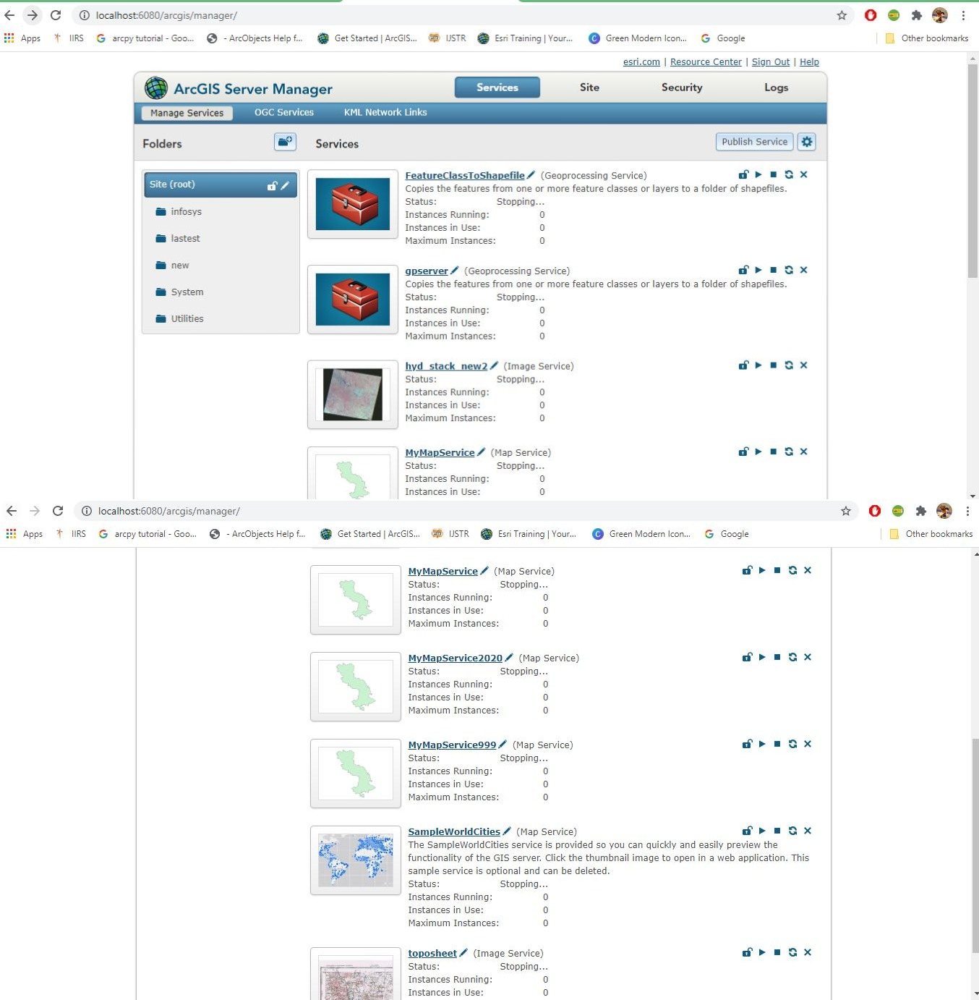 localhost:6080/arcgis/manager/
Apps IIRS arcpy tutorial - Goo... - ArcObjects Help f... Get Started | ArcGIS... IJSTR Esri Training | Your... Green Modern Icon... Google Other bookmarks
esri.com | Resource Center | Sign Out | Help
ArcGIS Server Manager Services Site Security Logs
Manage Services OGC Services KML Network Links
Folders Services Publish Service
Site (root)
infosys
lastest
new
System
Utilities
FeatureClassToShapefile (Geoprocessing Service)
Copies the features from one or more feature classes or layers to a folder of shapefiles.
Status: Stopping...
Instances Running: 0
Instances in Use: 0
Maximum Instances: 0
gpserver (Geoprocessing Service)
Copies the features from one or more feature classes or layers to a folder of shapefiles.
Status: Stopping...
Instances Running: 0
Instances in Use: 0
Maximum Instances: 0
hyd_stack_new2 (Image Service)
Status: Stopping...
Instances Running: 0
Instances in Use: 0
Maximum Instances: 0
MyMapService (Map Service)
Status: Stopping...
Instances Running: 0
Instances in Use: 0
localhost:6080/arcgis/manager/
Apps IIRS arcpy tutorial - Goo... - ArcObjects Help f... Get Started | ArcGIS... IJSTR Esri Training | Your... Green Modern Icon... Google Other bookmarks
MyMapService (Map Service)
Status: Stopping...
Instances Running: 0
Instances in Use: 0
Maximum Instances: 0
MyMapService2020 (Map Service)
Status: Stopping...
Instances Running: 0
Instances in Use: 0
Maximum Instances: 0
MyMapService999 (Map Service)
Status: Stopping...
Instances Running: 0
Instances in Use: 0
Maximum Instances: 0
SampleWorldCities (Map Service)
The SampleWorldCities service is provided so you can quickly and easily preview the
functionality of the GIS server. Click the thumbnail image to open in a web application. This
sample service is optional and can be deleted.
Status: Stopping...
Instances Running: 0
Instances in Use: 0
Maximum Instances: 0
toposheet (Image Service)
Status: Stopping...
Instances Running: 0
Instances in Use: 0